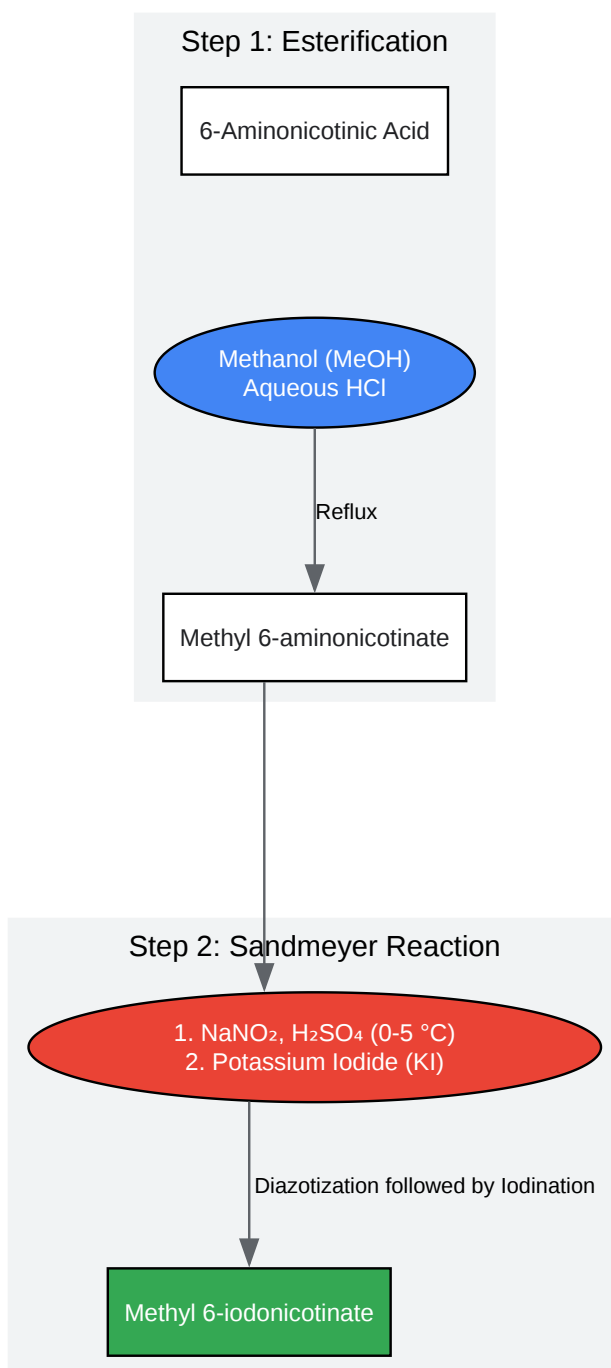 Step 1: Esterification
6-Aminonicotinic Acid
Methanol (MeOH)
Aqueous HCl
Reflux
Methyl 6-aminonicotinate
Step 2: Sandmeyer Reaction
1. NaNO₂, H₂SO₄ (0-5 °C)
2. Potassium Iodide (KI)
Diazotization followed by Iodination
Methyl 6-iodonicotinate